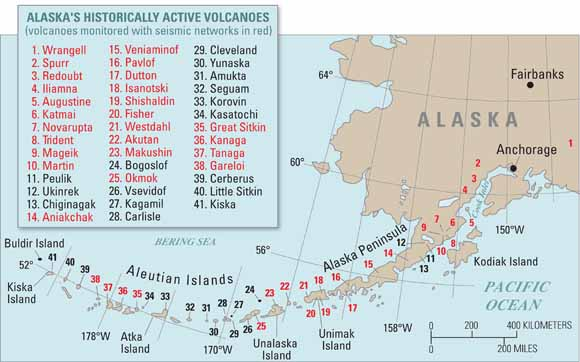 ALASKA'S HISTORICALLY ACTIVE VOLCANOES
(volcanoes monitored with seismic networks in red)
1. Wrangell
2. Spurr
3. Redoubt
4. Iliamna
5. Augustine
6. Katmai
7. Novarupta
8. Trident
9. Mageik
10. Martin
11. Peulik
12. Ukinrek
13. Chiginagak
14. Aniakchak
15. Veniaminof
16. Pavlof
17. Dutton
18. Isanotski
19. Shishaldin
20. Fisher
21. Westdahl
22. Akutan
23. Makushin
24. Bogoslof
25. Okmok
26. Vsevidof
27. Kagamil
28. Carlisle
29. Cleveland
30. Yunaska
31. Amukta
32. Seguam
33. Korovin
34. Kasatochi
35. Great Sitkin
36. Kanaga
37. Tanaga
38. Gareloi
39. Cerberus
40. Little Sitkin
41. Kiska
64°
Fairbanks
ALASKA
Anchorage
1
60°
2
3
4
Cook Inlet
150°W
5
6
7
8
9
10
11
12
13
14
15
Kodiak Island
Alaska Peninsula
56°
BERING SEA
Buldir Island
52°
41
40
39
38
37
36
35
34
33
32
31
30
29
28
27
26
25
24
23
22
21
20
19
18
16
17
Aleutian Islands
Kiska
Island
178°W
Atka
Island
170°W
Unalaska
Island
Unimak
Island
158°W
PACIFIC
OCEAN
0 200 400 KILOMETERS
0 200 MILES